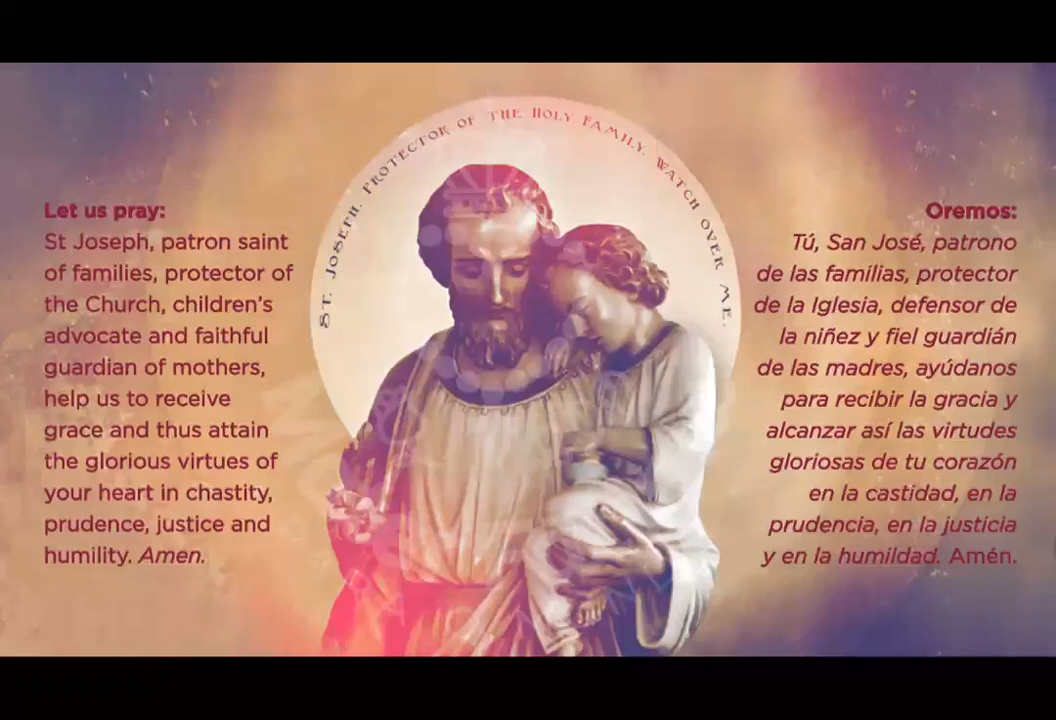 ST. JOSEPH, PROTECTOR OF THE HOLY FAMILY, WATCH OVER ME.
Let us pray:
St Joseph, patron saint
of families, protector of
the Church, children's
advocate and faithful
guardian of mothers,
help us to receive
grace and thus attain
the glorious virtues of
your heart in chastity,
prudence, justice and
humility. Amen.
Oremos:
Tú, San José, patrono
de las familias, protector
de la Iglesia, defensor de
la niñez y fiel guardián
de las madres, ayúdanos
para recibir la gracia y
alcanzar así las virtudes
gloriosas de tu corazón
en la castidad, en la
prudencia, en la justicia
y en la humildad. Amén.